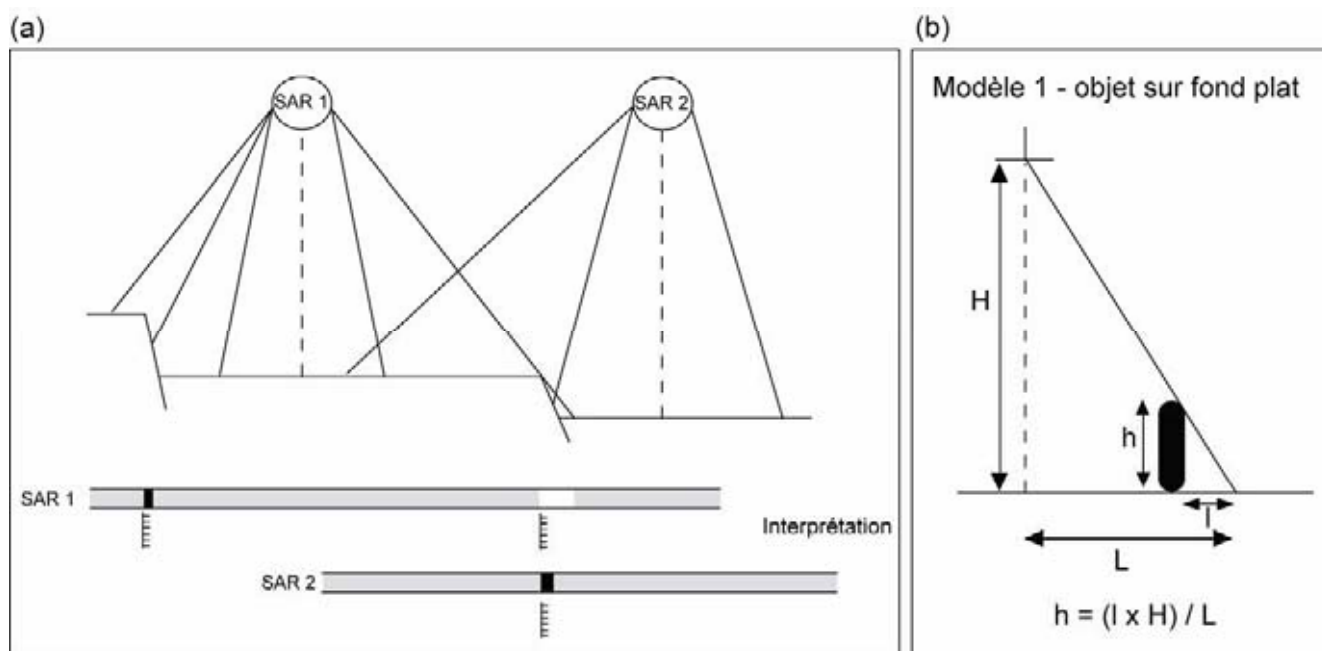 (a)
SAR 1
SAR 2
SAR 1
Interprétation
SAR 2
(b)
Modèle 1 - objet sur fond plat
H
h
l
L
h = (l x H) / L